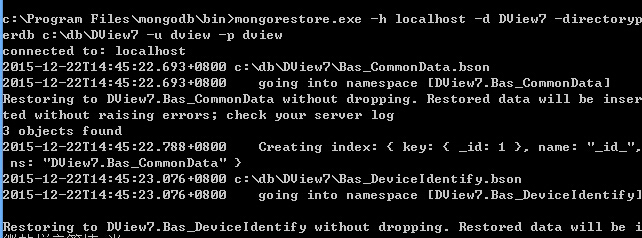 c:\Program Files\mongodb\bin>mongorestore.exe -h localhost -d DView7 -directoryp
erdb c:\db\DView7 -u dview -p dview
connected to: localhost
2015-12-22T14:45:22.693+0800 c:\db\DView7\Bas_CommonData.bson
2015-12-22T14:45:22.693+0800    going into namespace [DView7.Bas_CommonData]
Restoring to DView7.Bas_CommonData without dropping. Restored data will be inser
ted without raising errors; check your server log
3 objects found
2015-12-22T14:45:22.788+0800    Creating index: { key: { _id: 1 }, name: "_id_",
ns: "DView7.Bas_CommonData" }
2015-12-22T14:45:23.076+0800 c:\db\DView7\Bas_DeviceIdentify.bson
2015-12-22T14:45:23.076+0800    going into namespace [DView7.Bas_DeviceIdentify]
Restoring to DView7.Bas_DeviceIdentify without dropping. Restored data will be i